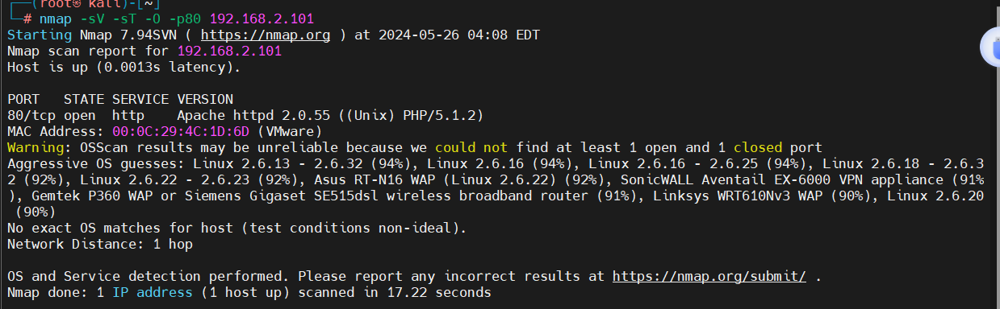 ┌──(root㉿ kali)-[~]
└─# nmap -sV -sT -O -p80 192.168.2.101
Starting Nmap 7.94SVN ( https://nmap.org ) at 2024-05-26 04:08 EDT
Nmap scan report for 192.168.2.101
Host is up (0.0013s latency).
PORT   STATE SERVICE VERSION
80/tcp open  http    Apache httpd 2.0.55 ((Unix) PHP/5.1.2)
MAC Address: 00:0C:29:4C:1D:6D (VMware)
Warning: OSScan results may be unreliable because we could not find at least 1 open and 1 closed port
Aggressive OS guesses: Linux 2.6.13 - 2.6.32 (94%), Linux 2.6.16 (94%), Linux 2.6.16 - 2.6.25 (94%), Linux 2.6.18 - 2.6.3
2 (92%), Linux 2.6.22 - 2.6.23 (92%), Asus RT-N16 WAP (Linux 2.6.22) (92%), SonicWALL Aventail EX-6000 VPN appliance (91%
), Gemtek P360 WAP or Siemens Gigaset SE515dsl wireless broadband router (91%), Linksys WRT610Nv3 WAP (90%), Linux 2.6.20
 (90%)
No exact OS matches for host (test conditions non-ideal).
Network Distance: 1 hop
OS and Service detection performed. Please report any incorrect results at https://nmap.org/submit/ .
Nmap done: 1 IP address (1 host up) scanned in 17.22 seconds